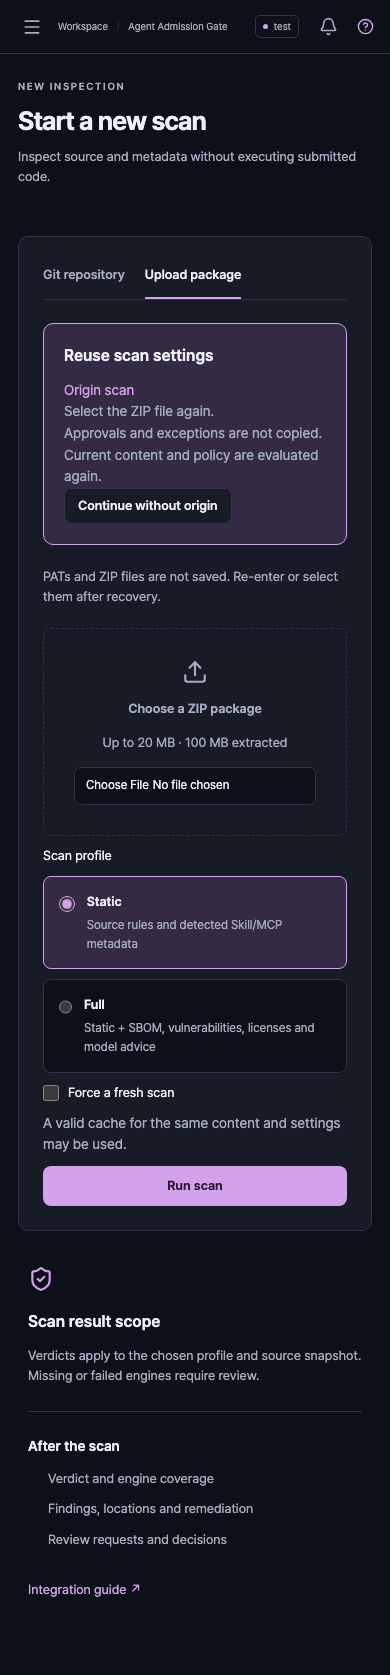 Workspace / Agent Admission Gate
test
NEW INSPECTION
Start a new scan
Inspect source and metadata without executing submitted
code.
Git repository
Upload package
Reuse scan settings
Origin scan
Select the ZIP file again.
Approvals and exceptions are not copied.
Current content and policy are evaluated
again.
Continue without origin
PATs and ZIP files are not saved. Re-enter or select
them after recovery.
Choose a ZIP package
Up to 20 MB · 100 MB extracted
Choose File No file chosen
Scan profile
Static
Source rules and detected Skill/MCP
metadata
Full
Static + SBOM, vulnerabilities, licenses and
model advice
Force a fresh scan
A valid cache for the same content and settings
may be used.
Run scan
Scan result scope
Verdicts apply to the chosen profile and source snapshot.
Missing or failed engines require review.
After the scan
Verdict and engine coverage
Findings, locations and remediation
Review requests and decisions
Integration guide ↗